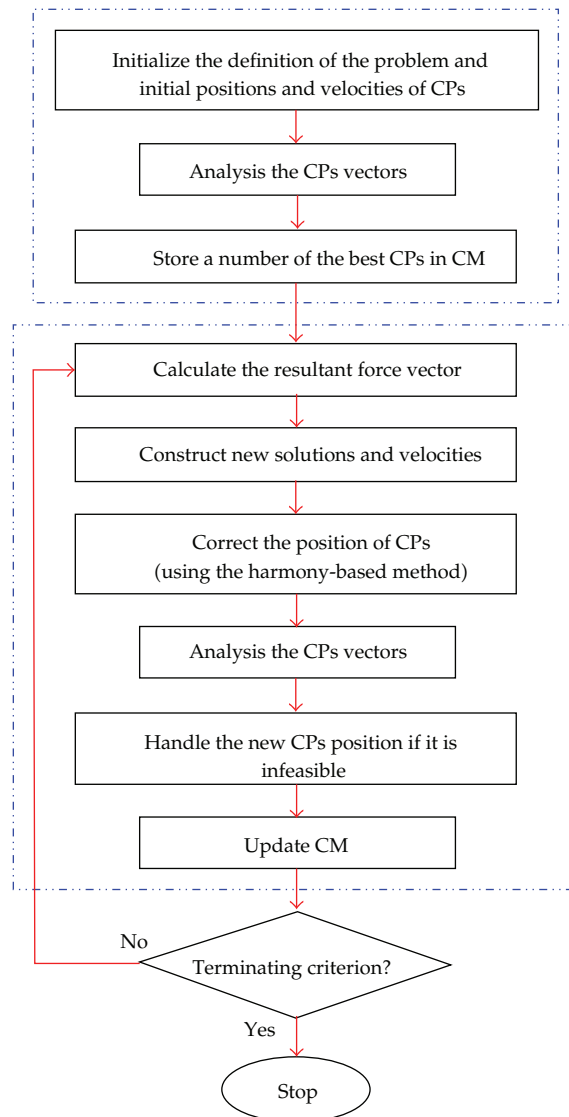 Initialize the definition of the problem and
initial positions and velocities of CPs
Analysis the CPs vectors
Store a number of the best CPs in CM
Calculate the resultant force vector
Construct new solutions and velocities
Correct the position of CPs
(using the harmony-based method)
Analysis the CPs vectors
Handle the new CPs position if it is
infeasible
Update CM
No
Terminating criterion?
Yes
Stop